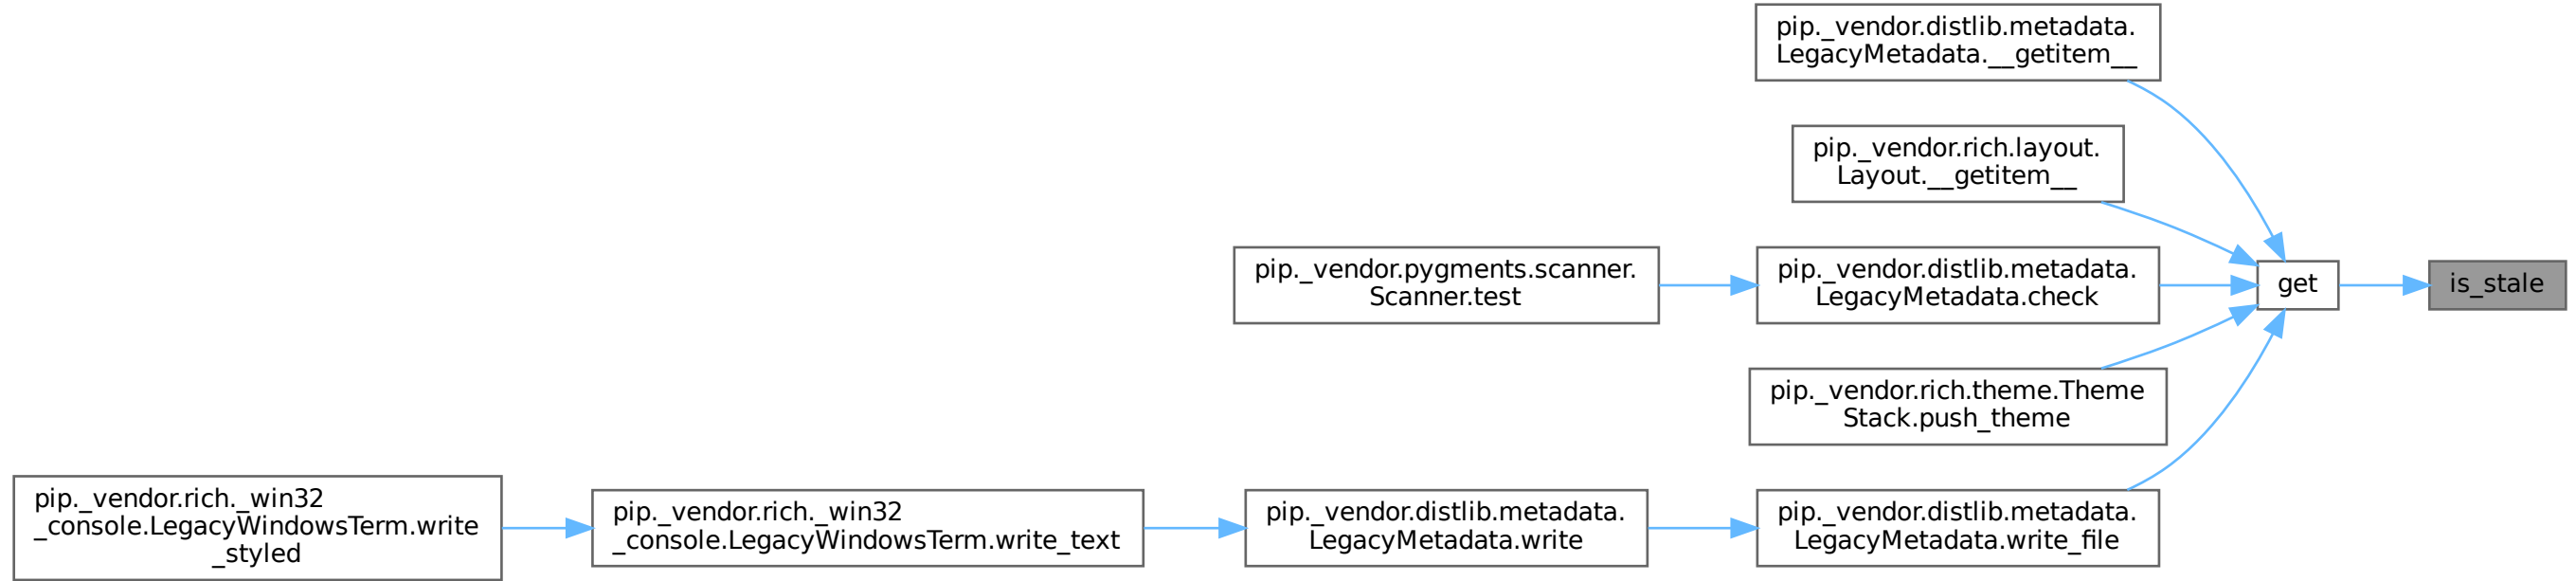 pip._vendor.distlib.metadata.
LegacyMetadata.__getitem__
pip._vendor.rich.layout.
Layout.__getitem__
pip._vendor.pygments.scanner.
Scanner.test
pip._vendor.distlib.metadata.
LegacyMetadata.check
get
is_stale
pip._vendor.rich.theme.Theme
Stack.push_theme
pip._vendor.rich._win32
_console.LegacyWindowsTerm.write
_styled
pip._vendor.rich._win32
_console.LegacyWindowsTerm.write_text
pip._vendor.distlib.metadata.
LegacyMetadata.write
pip._vendor.distlib.metadata.
LegacyMetadata.write_file